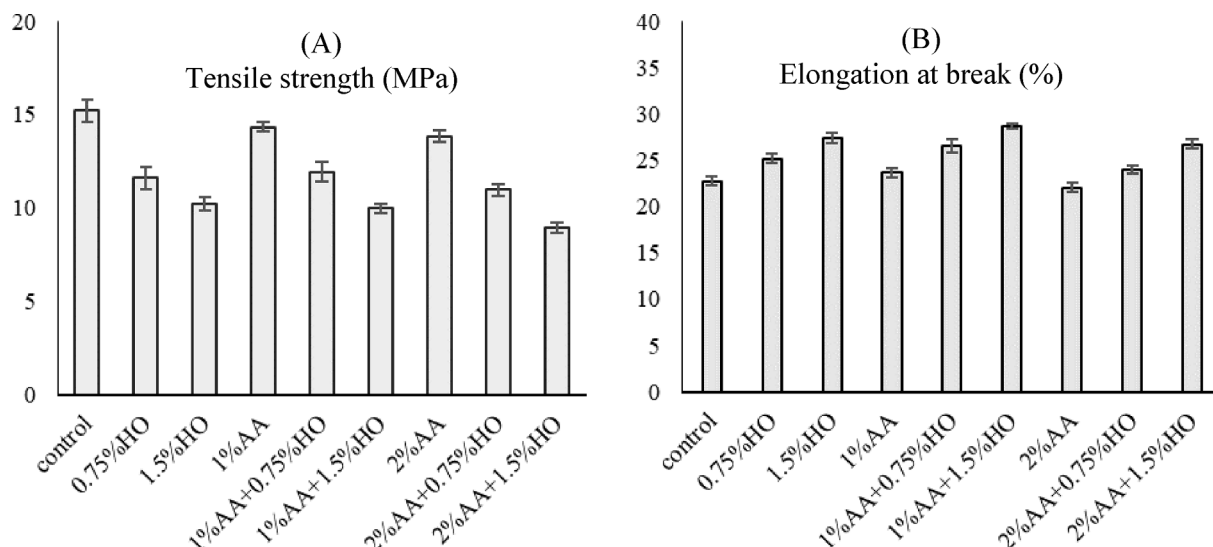 (A)
Tensile strength (MPa)
20
15
10
5
0
control
0.75%HO
1.5%HO
1%AA
1%AA+0.75%HO
1%AA+1.5%HO
2%AA
2%AA+0.75%HO
2%AA+1.5%HO
(B)
Elongation at break (%)
40
35
30
25
20
15
10
5
0
control
0.75%HO
1.5%HO
1%AA
1%AA+0.75%HO
1%AA+1.5%HO
2%AA
2%AA+0.75%HO
2%AA+1.5%HO